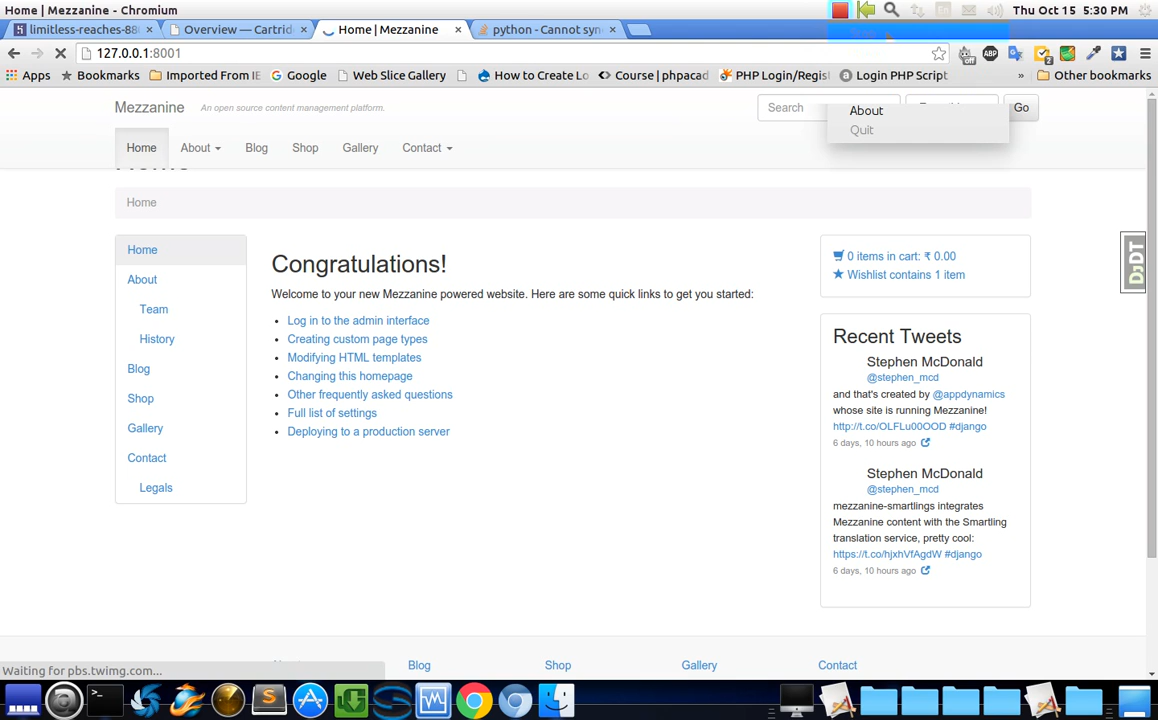 Home | Mezzanine - Chromium
Thu Oct 15 5:30 PM
limitless-reaches-88
Overview — Cartrid
Home | Mezzanine
python - Cannot syn
127.0.0.1:8001
off
ABP
2
Apps
Bookmarks
Imported From IE
Google
Web Slice Gallery
How to Create Lo
Course | phpacad
PHP Login/Regist
Login PHP Script
»
Other bookmarks
Mezzanine
An open source content management platform.
Search
Go
About
Quit
Home
About
Blog
Shop
Gallery
Contact
Home
Home
About
Team
History
Blog
Shop
Gallery
Contact
Legals
Congratulations!
Welcome to your new Mezzanine powered website. Here are some quick links to get you started:
Log in to the admin interface
Creating custom page types
Modifying HTML templates
Changing this homepage
Other frequently asked questions
Full list of settings
Deploying to a production server
0 items in cart: ₹ 0.00
Wishlist contains 1 item
DjDT
Recent Tweets
Stephen McDonald
@stephen_mcd
and that's created by @appdynamics
whose site is running Mezzanine!
http://t.co/OLFLu00OOD #django
6 days, 10 hours ago
Stephen McDonald
@stephen_mcd
mezzanine-smartlings integrates
Mezzanine content with the Smartling
translation service, pretty cool:
https://t.co/hjxhVfAgdW #django
6 days, 10 hours ago
Blog
Shop
Gallery
Contact
Waiting for pbs.twimg.com...